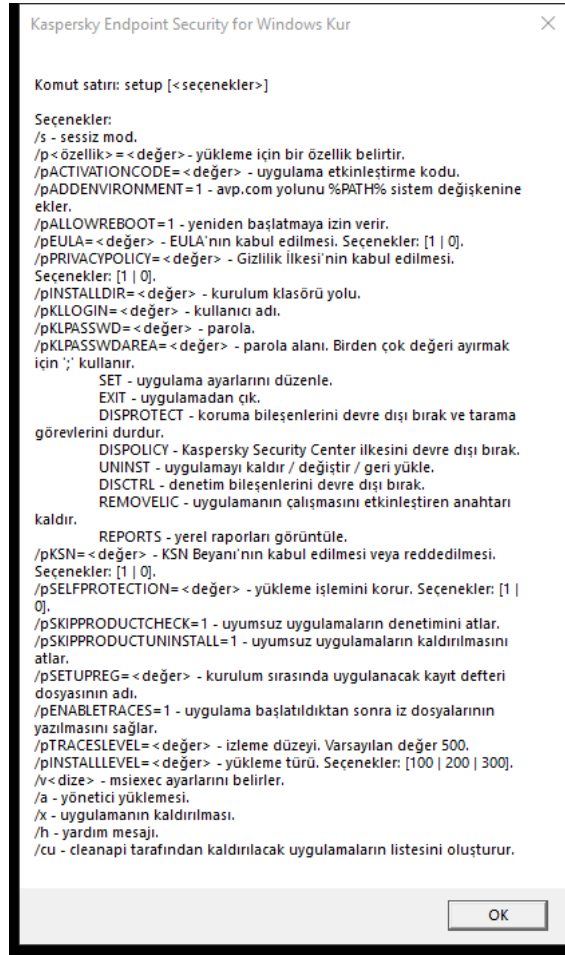 Kaspersky Endpoint Security for Windows Kur
Komut satırı: setup [<seçenekler>]
Seçenekler:
/s - sessiz mod.
/p<özellik>=<değer>- yükleme için bir özellik belirtir.
/pACTIVATIONCODE=<değer> - uygulama etkinleştirme kodu.
/pADDENVIRONMENT=1 - avp.com yolunu %PATH% sistem değişkenine
ekler.
/pALLOWREBOOT=1 - yeniden başlatmaya izin verir.
/pEULA=<değer> - EULA'nın kabul edilmesi. Seçenekler: [1 | 0].
/pPRIVACYPOLICY=<değer> - Gizlilik İlkesi'nin kabul edilmesi.
Seçenekler: [1 | 0].
/pINSTALLDIR=<değer> - kurulum klasörü yolu.
/pKLLOGIN=<değer> - kullanıcı adı.
/pKLPASSWD=<değer> - parola.
/pKLPASSWDAREA=<değer> - parola alanı. Birden çok değeri ayırmak
için ';' kullanır.
SET - uygulama ayarlarını düzenle.
EXIT - uygulamadan çık.
DISPROTECT - koruma bileşenlerini devre dışı bırak ve tarama
görevlerini durdur.
DISPOLICY - Kaspersky Security Center ilkesini devre dışı bırak.
UNINST - uygulamayı kaldır / değiştir / geri yükle.
DISCTRL - denetim bileşenlerini devre dışı bırak.
REMOVELIC - uygulamanın çalışmasını etkinleştiren anahtarı
kaldır.
REPORTS - yerel raporları görüntüle.
/pKSN=<değer> - KSN Beyanı'nın kabul edilmesi veya reddedilmesi.
Seçenekler: [1 | 0].
/pSELFPROTECTION=<değer> - yükleme işlemini korur. Seçenekler: [1 |
0].
/pSKIPPRODUCTCHECK=1 - uyumsuz uygulamaların denetimini atlar.
/pSKIPPRODUCTUNINSTALL=1 - uyumsuz uygulamaların kaldırılmasını
atlar.
/pSETUPREG=<değer> - kurulum sırasında uygulanacak kayıt defteri
dosyasının adı.
/pENABLETRACES=1 - uygulama başlatıldıktan sonra iz dosyalarının
yazılmasını sağlar.
/pTRACESLEVEL=<değer> - izleme düzeyi. Varsayılan değer 500.
/pINSTALLLEVEL=<değer> - yükleme türü. Seçenekler: [100 | 200 | 300].
/v<dize> - msiexec ayarlarını belirler.
/a - yönetici yüklemesi.
/x - uygulamanın kaldırılması.
/h - yardım mesajı.
/cu - cleanapi tarafından kaldırılacak uygulamaların listesini oluşturur.
OK